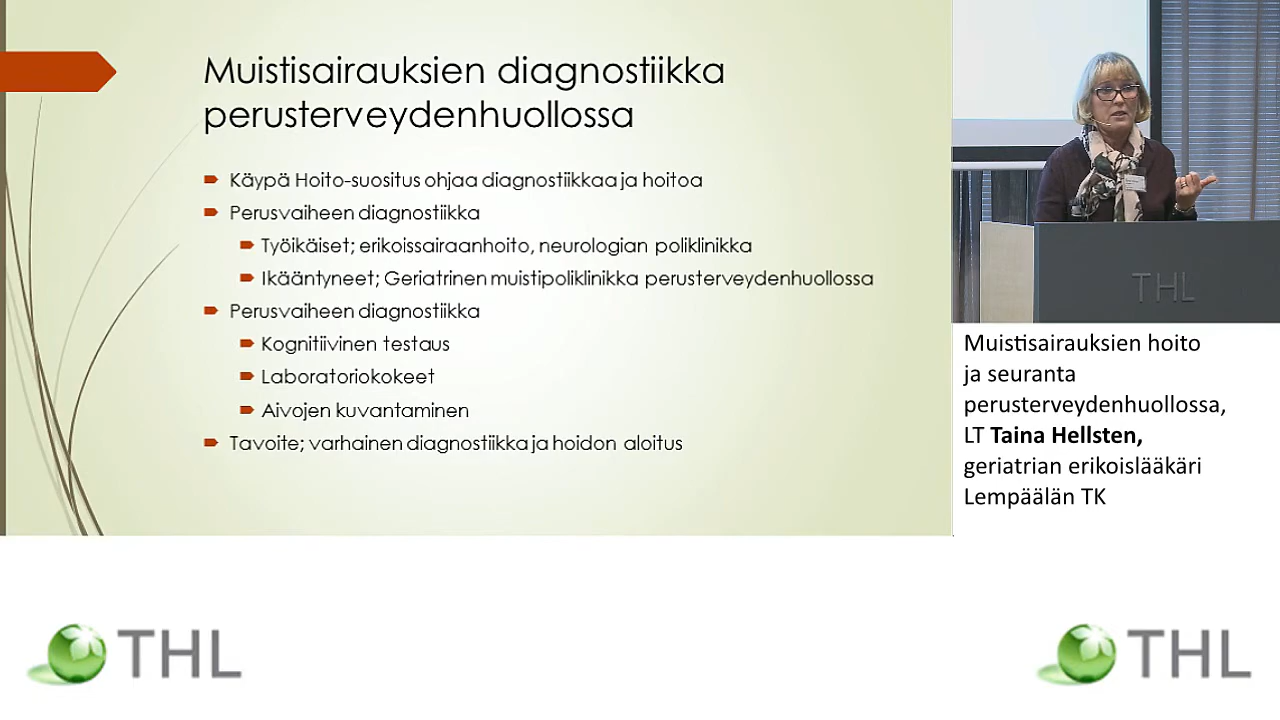 Muistisairauksien diagnostiikka
perusterveydenhuollossa
Käypä Hoito-suositus ohjaa diagnostiikkaa ja hoitoa
Perusvaiheen diagnostiikka
Työikäiset; erikoissairaanhoito, neurologian poliklinikka
Ikääntyneet; Geriatrinen muistipoliklinikka perusterveydenhuollossa
Perusvaiheen diagnostiikka
Kognitiivinen testaus
Laboratoriokokeet
Aivojen kuvantaminen
Tavoite; varhainen diagnostiikka ja hoidon aloitus
THL
Muistisairauksien hoito
ja seuranta
perusterveydenhuollossa,
LT Taina Hellsten,
geriatrian erikoislääkäri
Lempäälän TK
THL
THL